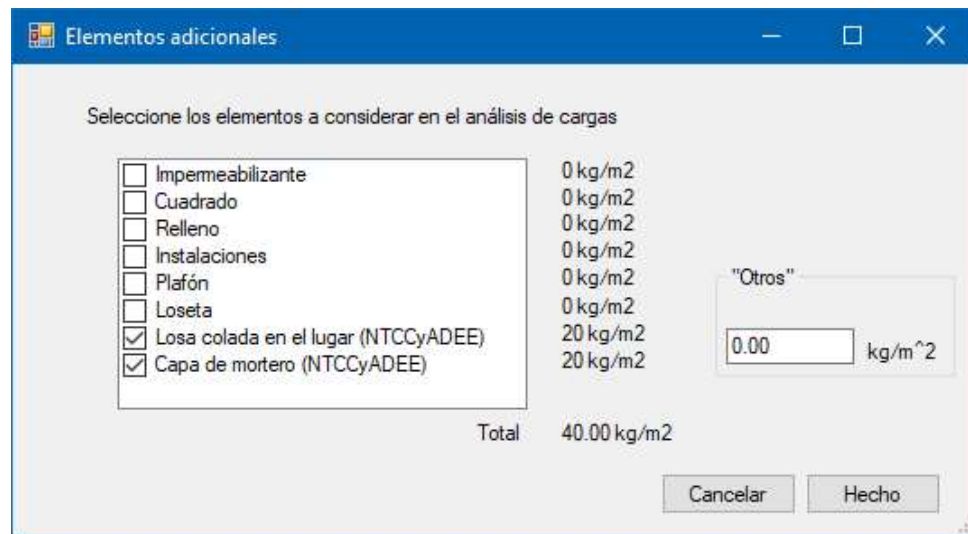 Elementos adicionales
Seleccione los elementos a considerar en el análisis de cargas
Impermeabilizante 0 kg/m2
Cuadrado 0 kg/m2
Relleno 0 kg/m2
Instalaciones 0 kg/m2
Plafón 0 kg/m2
Loseta 0 kg/m2
Losa colada en el lugar (NTCCyADEE) 20 kg/m2
Capa de mortero (NTCCyADEE) 20 kg/m2
"Otros"
0.00 kg/m^2
Total 40.00 kg/m2
Cancelar Hecho